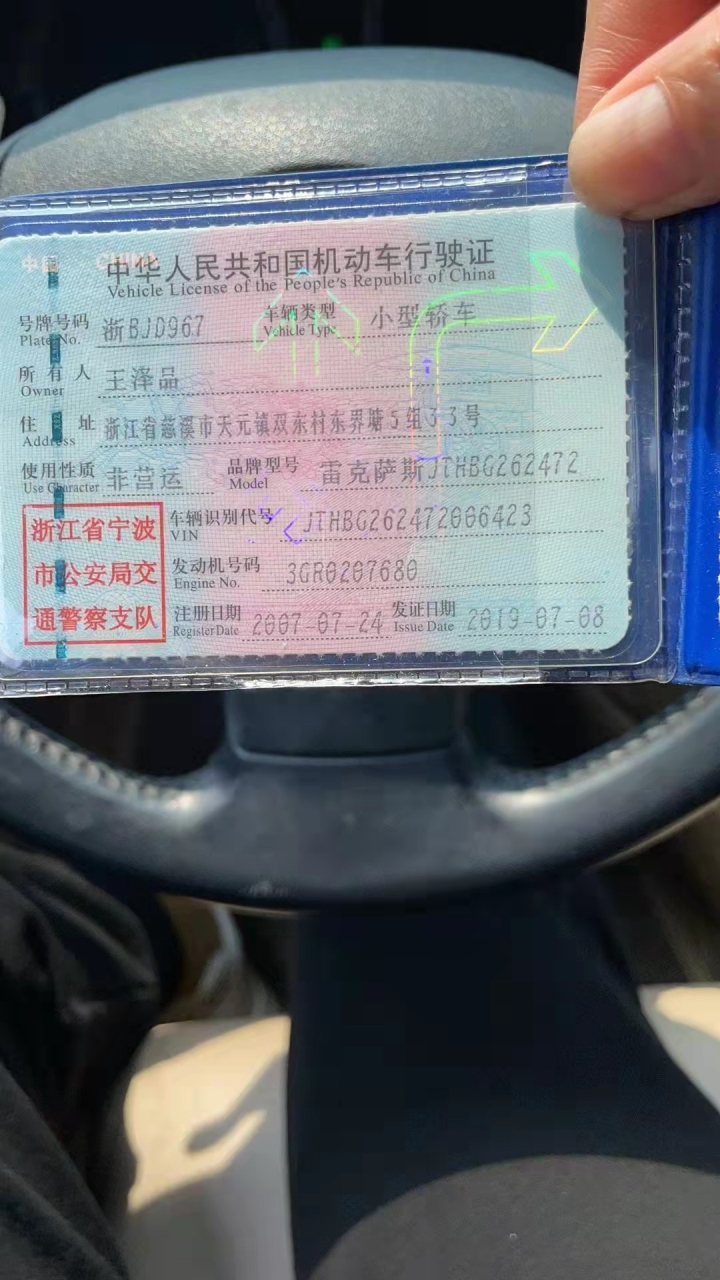 中华人民共和国机动车行驶证
Vehicle License of the People's Republic of China
号牌号码 Plate No. 浙BJD967 车辆类型 Vehicle Type 小型轿车
所有人 Owner 王泽品
住址 Address 浙江省慈溪市天元镇双东村东界塘5组33号
使用性质 Use Character 非营运 品牌型号 Model 雷克萨斯JTHBG262472
浙江省宁波
市公安局交
通警察支队
车辆识别代号 VIN JTHBG262472006423
发动机号码 Engine No. 3GR0207680
注册日期 Register Date 2007-07-24 发证日期 Issue Date 2019-07-08